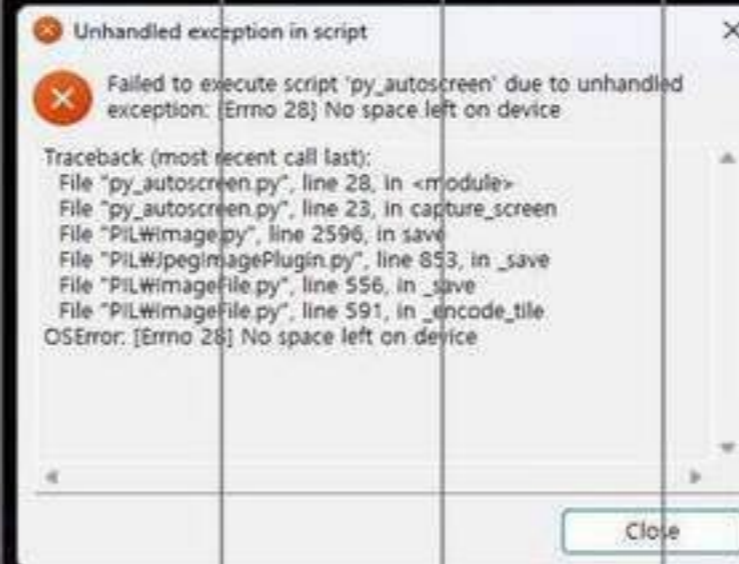 Unhandled exception in script
Failed to execute script 'py_autoscreen' due to unhandled
exception: [Errno 28] No space left on device
Traceback (most recent call last):
File "py_autoscreen.py", line 28, in <module>
File "py_autoscreen.py", line 23, in capture_screen
File "PIL₩Image.py", line 2596, in save
File "PIL₩JpegImagePlugin.py", line 853, in _save
File "PIL₩ImageFile.py", line 556, in _save
File "PIL₩ImageFile.py", line 591, in _encode_tile
OSError: [Errno 28] No space left on device
Close